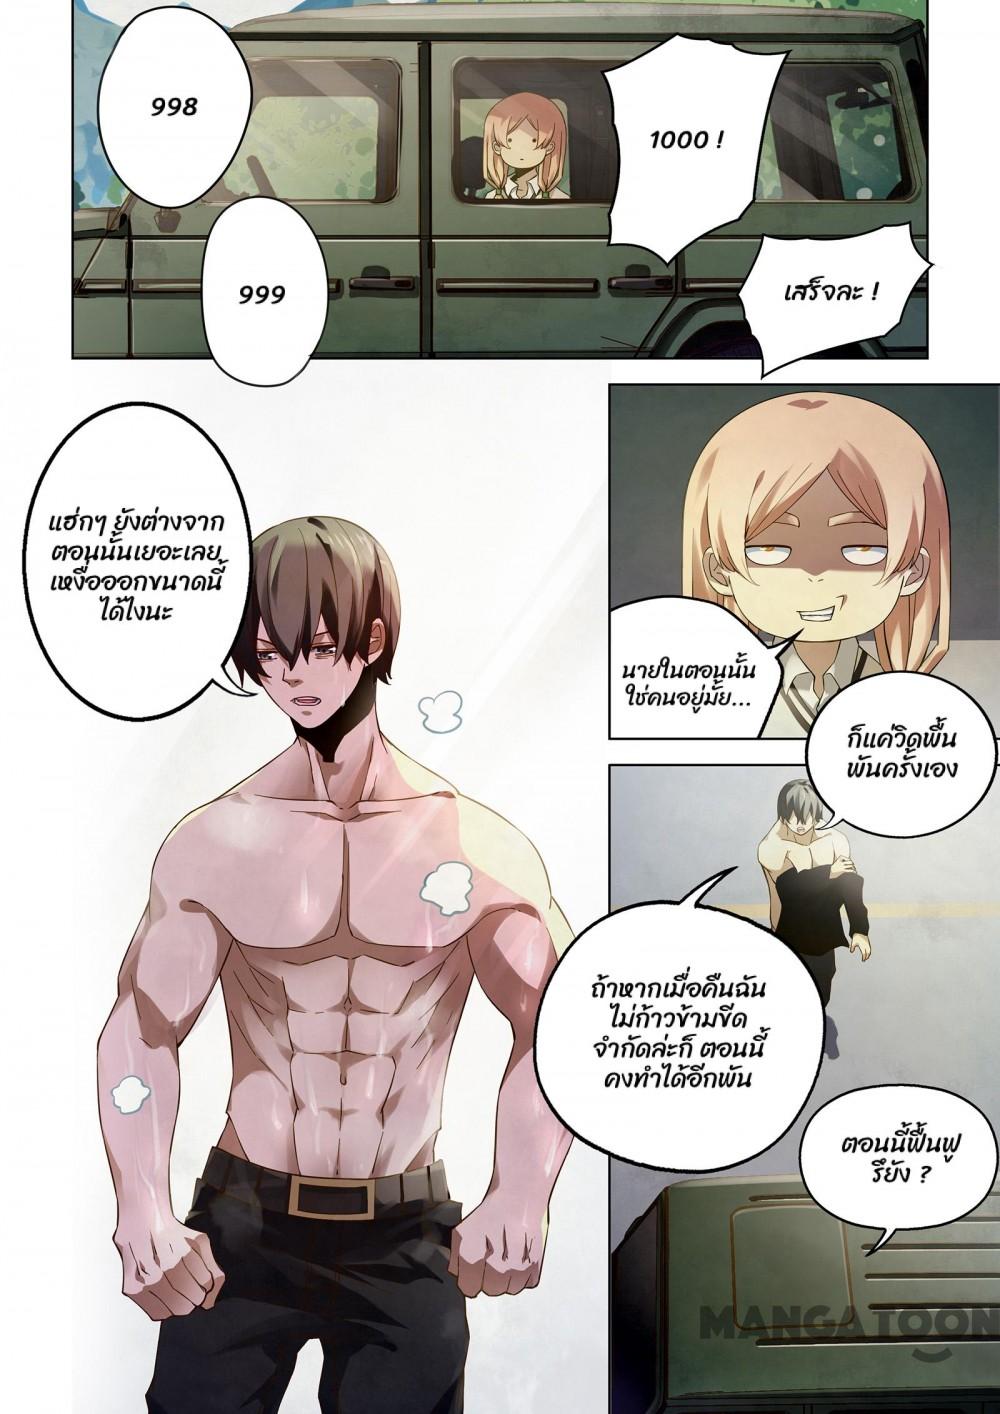 998
999
1000 !
เสร็จละ !
แฮ่กๆ ยังต่างจาก
ตอนนั้นเยอะเลย
เหงื่อออกขนาดนี้
ได้ไงนะ
นายในตอนนั้น
ใช่คนอยู่มั้ย...
ก็แค่วิดพื้น
พันครั้งเอง
ถ้าหากเมื่อคืนฉัน
ไม่ก้าวข้ามขีด
จำกัดล่ะก็ ตอนนี้
คงทำได้อีกพัน
ตอนนี้ฟื้นฟู
รึยัง ?
MANGATOON